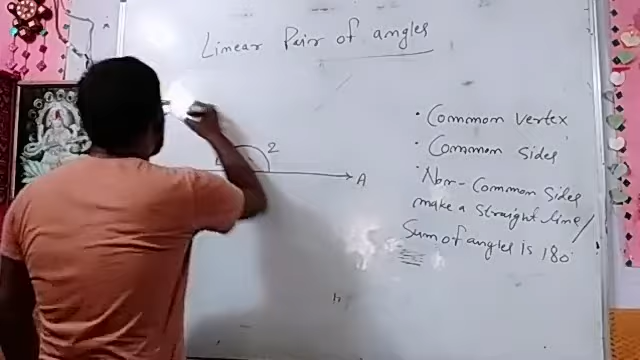 Linear Pair of angles
• Common vertex
• Common sides
• Non-Common sides
make a straight line/
Sum of angles is 180
2
A